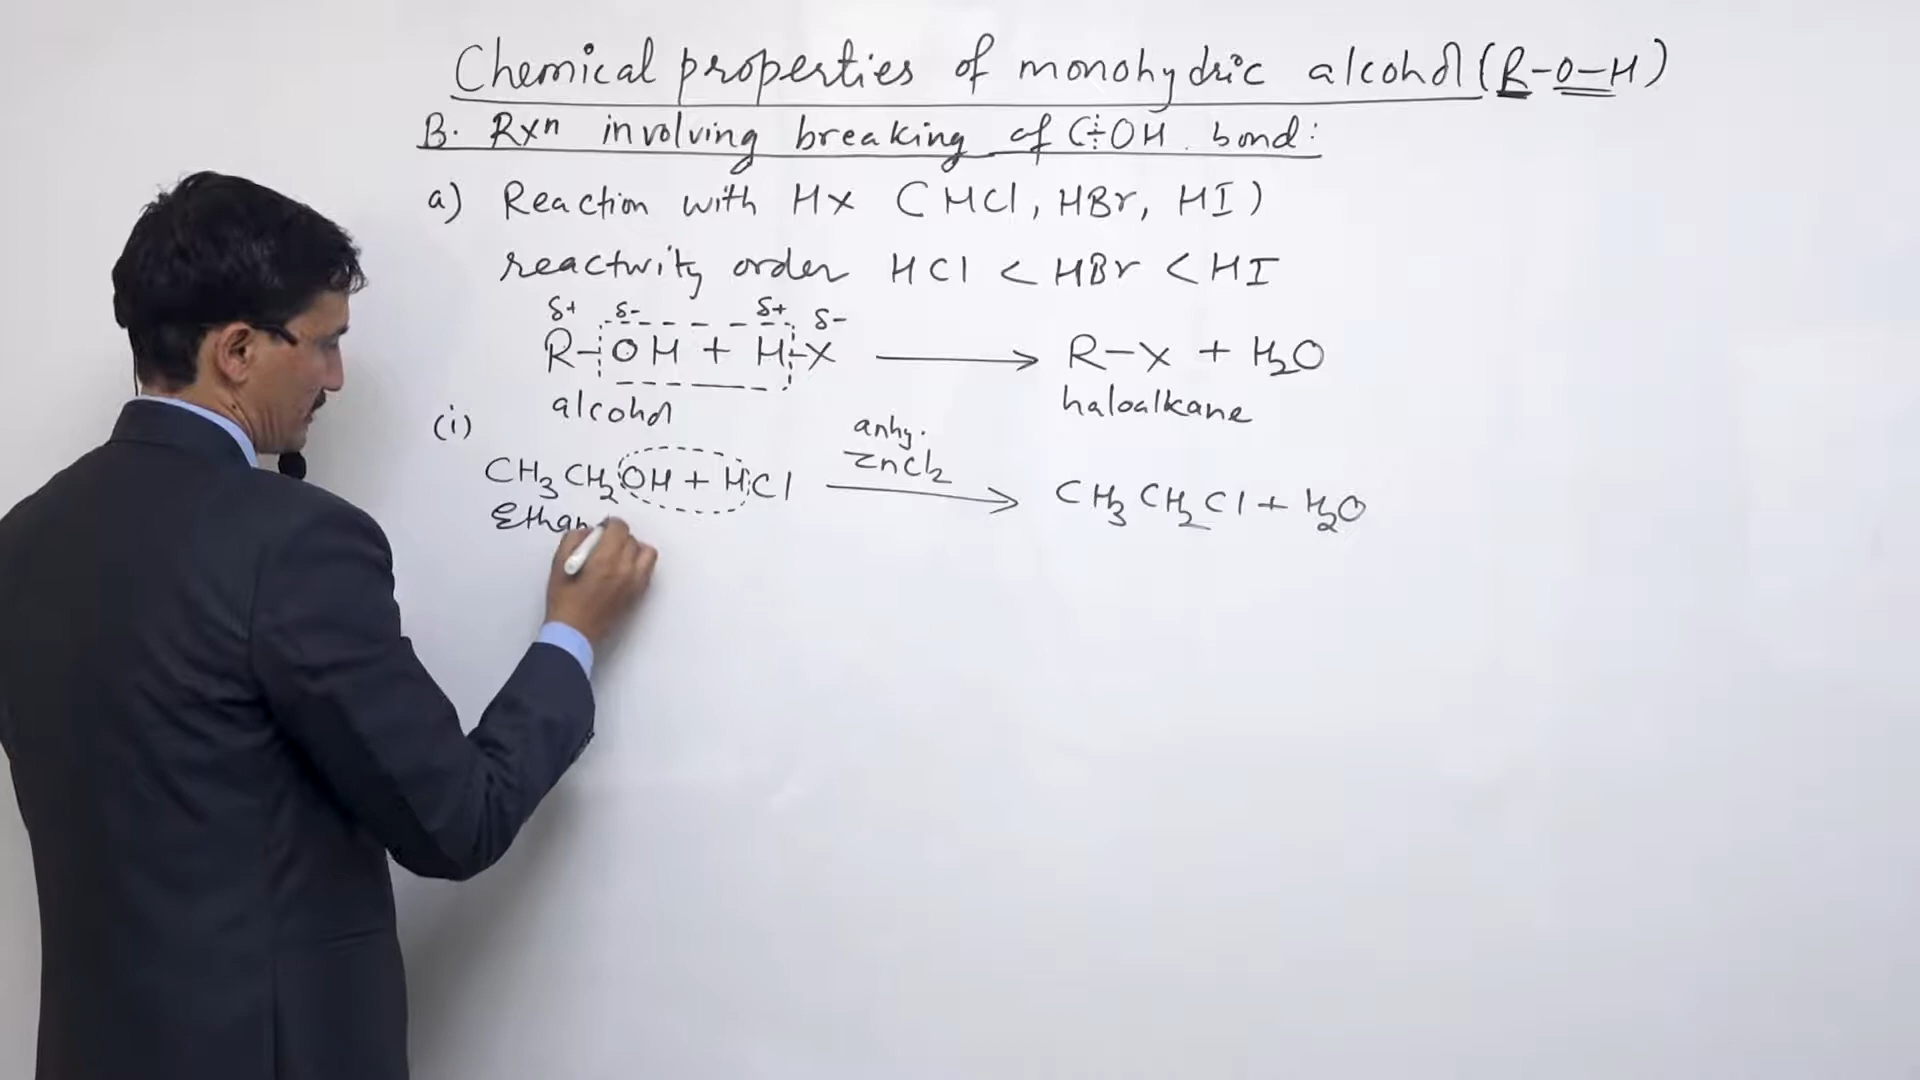 Chemical properties of monohydric alcohol (R-O-H)
B. Rxn involving breaking of C-OH bond:
a) Reaction with HX (HCl, HBr, HI)
reactivity order HCl < HBr < HI
δ+ δ- δ+ δ-
R-OH + H-X → R-X + H₂O
alcohol haloalkane
(i)
anhy.
ZnCl₂
CH₃CH₂OH + HCl → CH₃CH₂Cl + H₂O
Ethan